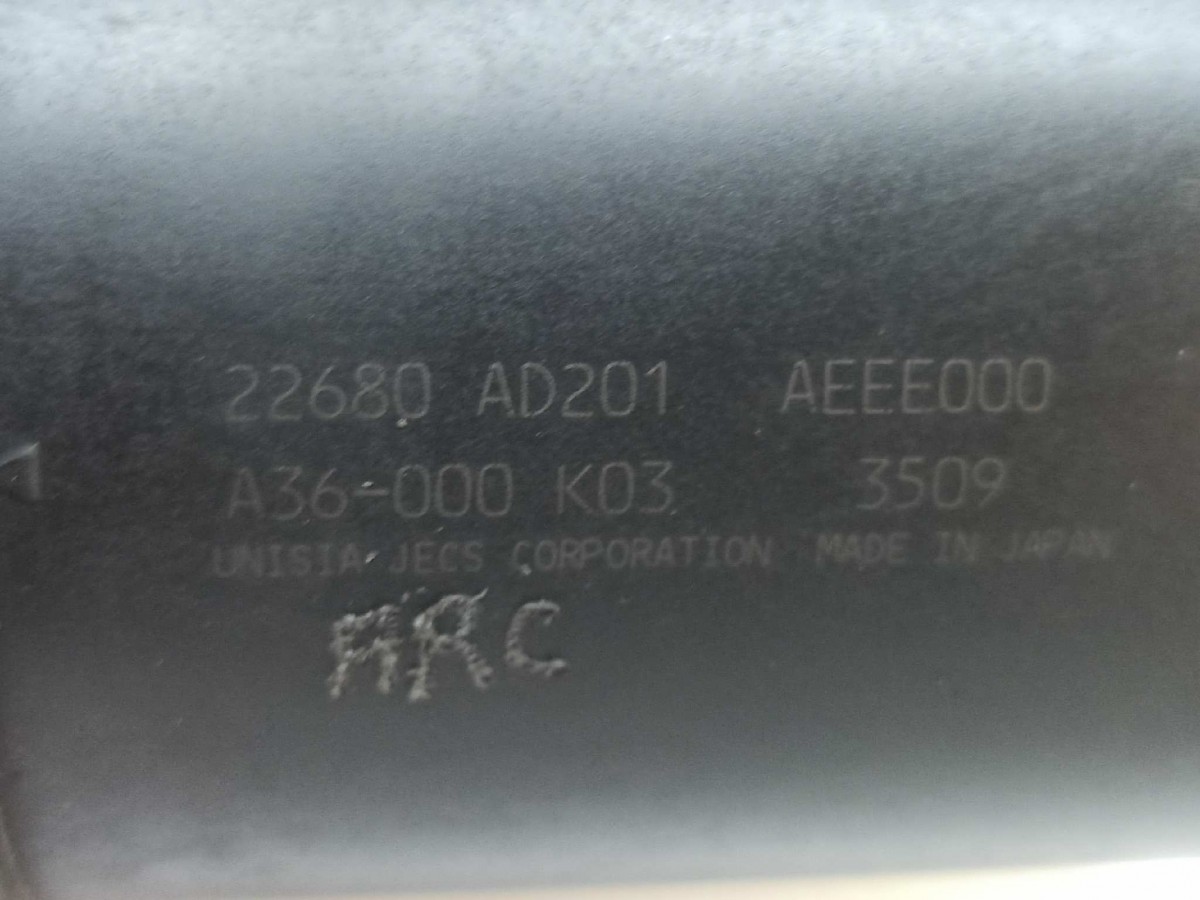 22680 AD201 AEEE000
A36-000 K03 3509
UNISIA JECS CORPORATION MADE IN JAPAN
ARC